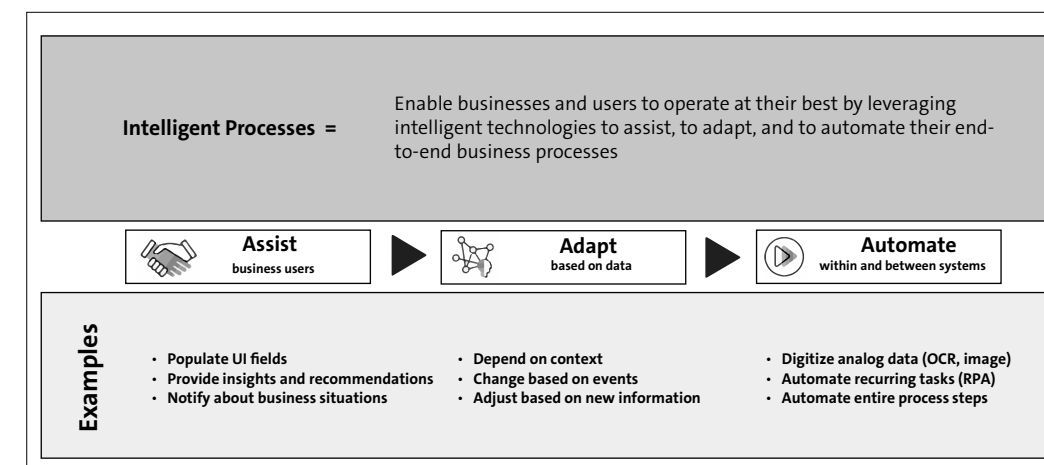 Intelligent Processes =
Enable businesses and users to operate at their best by leveraging
intelligent technologies to assist, to adapt, and to automate their end-
to-end business processes
Assist
business users
Adapt
based on data
Automate
within and between systems
Examples
• Populate UI fields
• Provide insights and recommendations
• Notify about business situations
• Depend on context
• Change based on events
• Adjust based on new information
• Digitize analog data (OCR, image)
• Automate recurring tasks (RPA)
• Automate entire process steps